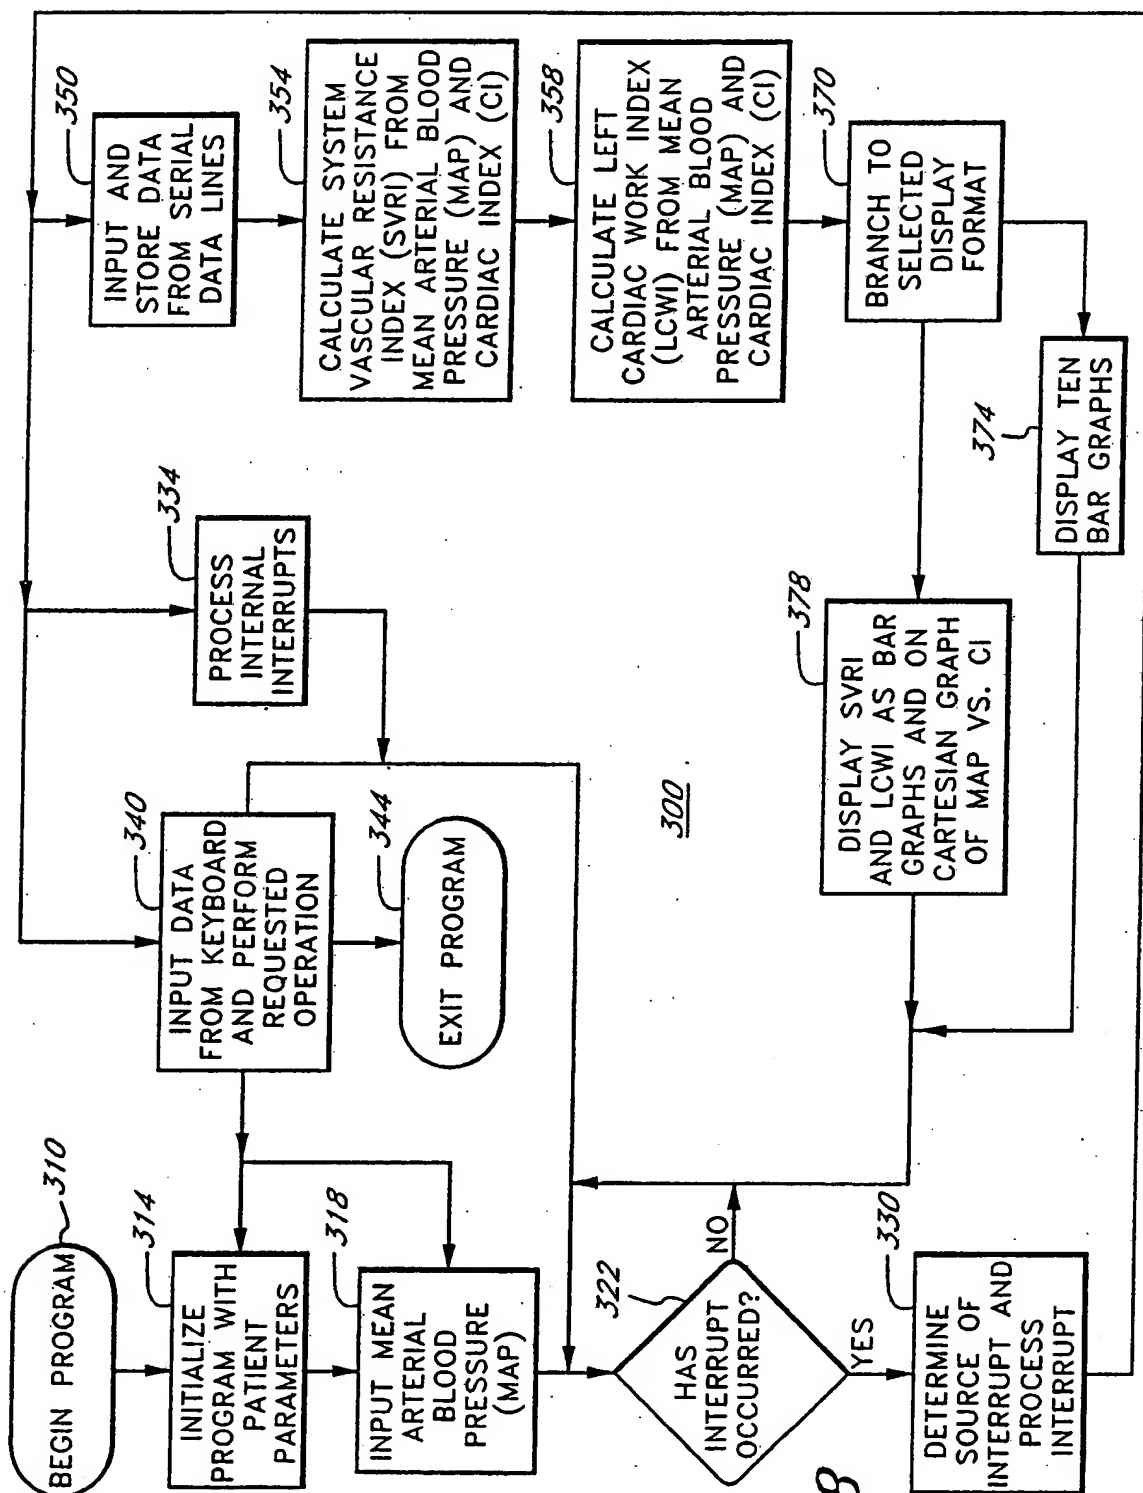 BEGIN PROGRAM
310
INITIALIZE
PROGRAM WITH
PATIENT
PARAMETERS
314
INPUT MEAN
ARTERIAL
BLOOD
PRESSURE
(MAP)
318
HAS
INTERRUPT
OCCURRED?
322
NO
YES
DETERMINE
SOURCE OF
INTERRUPT AND
PROCESS
INTERRUPT
330
INPUT DATA
FROM KEYBOARD
AND PERFORM
REQUESTED
OPERATION
340
EXIT PROGRAM
344
PROCESS
INTERNAL
INTERRUPTS
334
300
INPUT AND
STORE DATA
FROM SERIAL
DATA LINES
350
CALCULATE SYSTEM
VASCULAR RESISTANCE
INDEX (SVRI) FROM
MEAN ARTERIAL BLOOD
PRESSURE (MAP) AND
CARDIAC INDEX (CI)
354
CALCULATE LEFT
CARDIAC WORK INDEX
(LCWI) FROM MEAN
ARTERIAL BLOOD
PRESSURE (MAP) AND
CARDIAC INDEX (CI)
358
BRANCH TO
SELECTED
DISPLAY
FORMAT
370
DISPLAY TEN
BAR GRAPHS
374
DISPLAY SVRI
AND LCWI AS BAR
GRAPHS AND ON
CARTESIAN GRAPH
OF MAP VS. CI
378
8